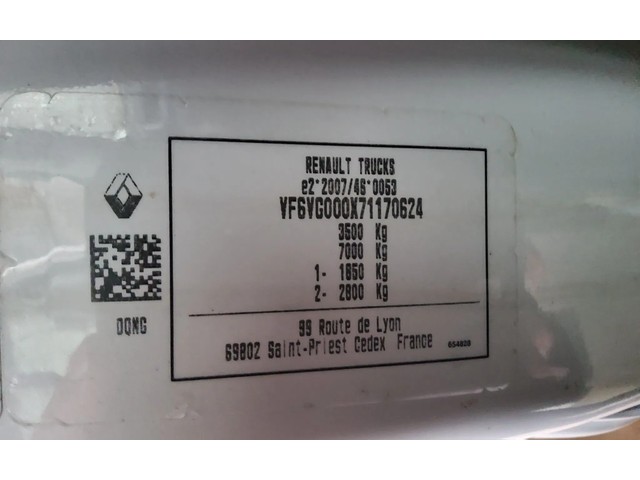 RENAULT TRUCKS
e2*2007/46*0053
VF6VG000X71170624
3500 Kg
7000 Kg
1- 1850 Kg
2- 2800 Kg
DQNG
99 Route de Lyon
69802 Saint-Priest Cedex France